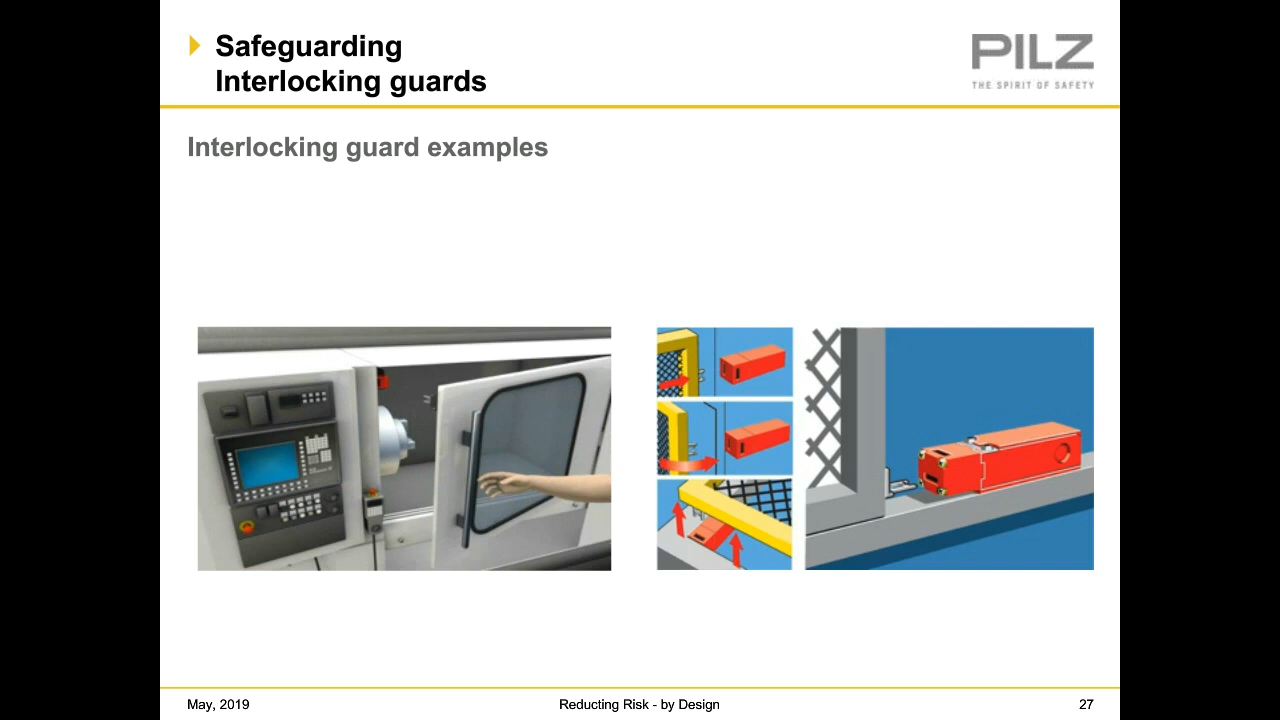 Safeguarding
Interlocking guards
PILZ
THE SPIRIT OF SAFETY
Interlocking guard examples
May, 2019
Reducting Risk - by Design
27